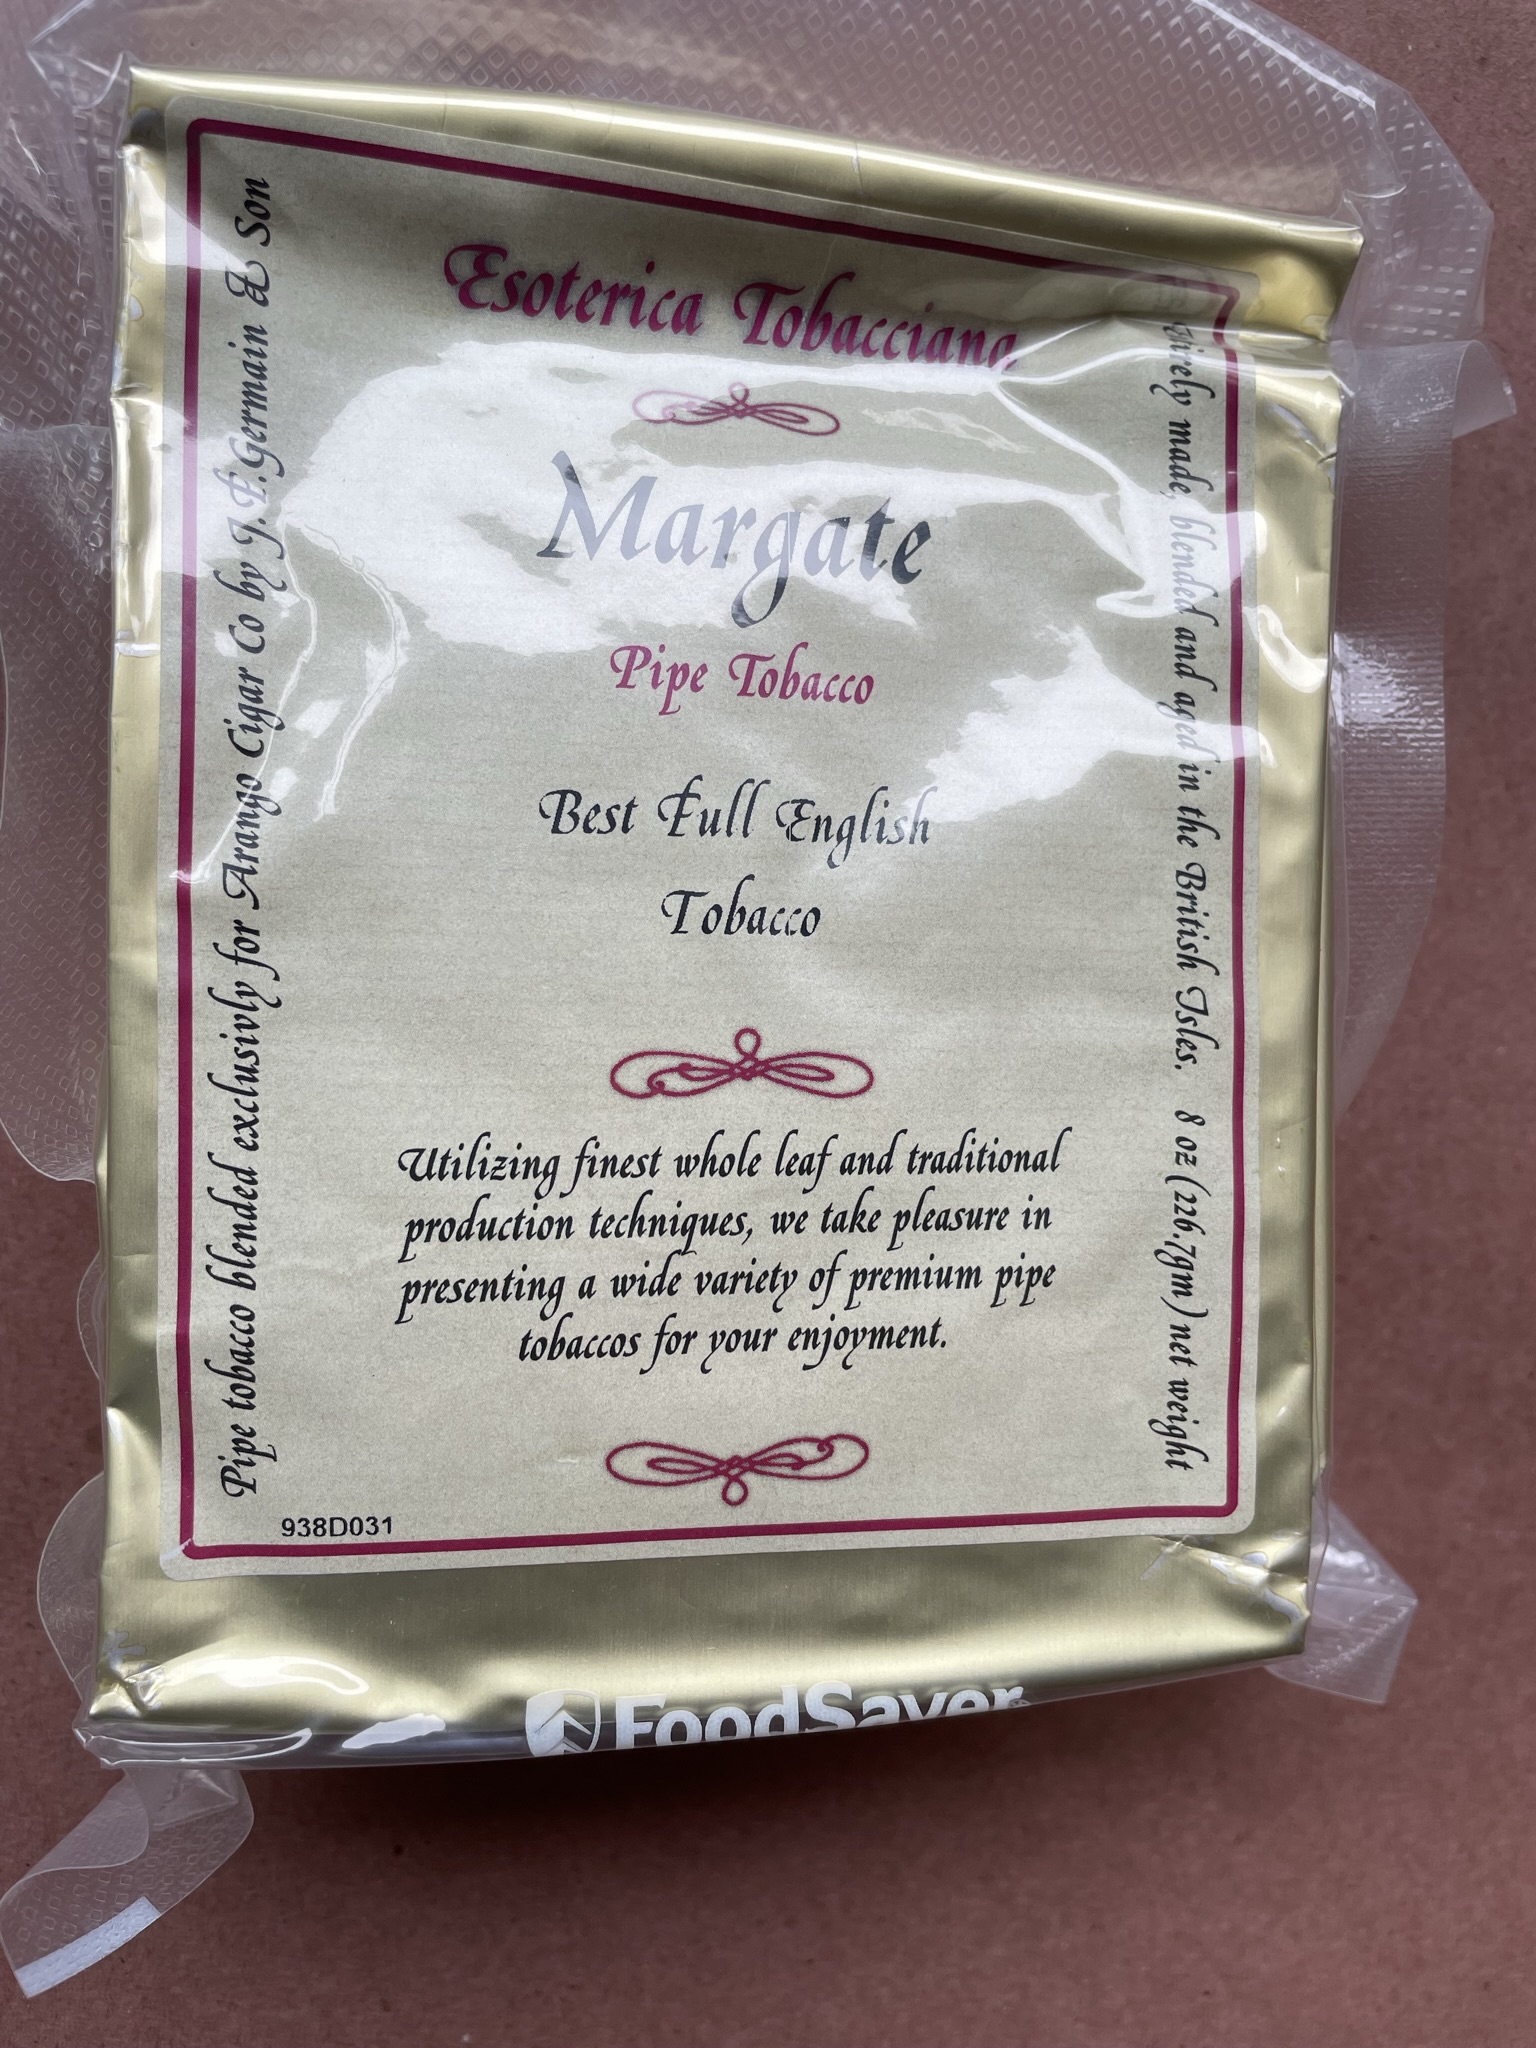 Esoterica Tobacciana
Margate
Pipe Tobacco
Best Full English
Tobacco
Utilizing finest whole leaf and traditional
production techniques, we take pleasure in
presenting a wide variety of premium pipe
tobaccos for your enjoyment.
Pipe tobacco blended exclusivly for Arango Cigar Co by J.F.Germain & Son
made, blended and aged in the British Isles. 8 oz (226.7gm) net weight
938D031
FoodSaver